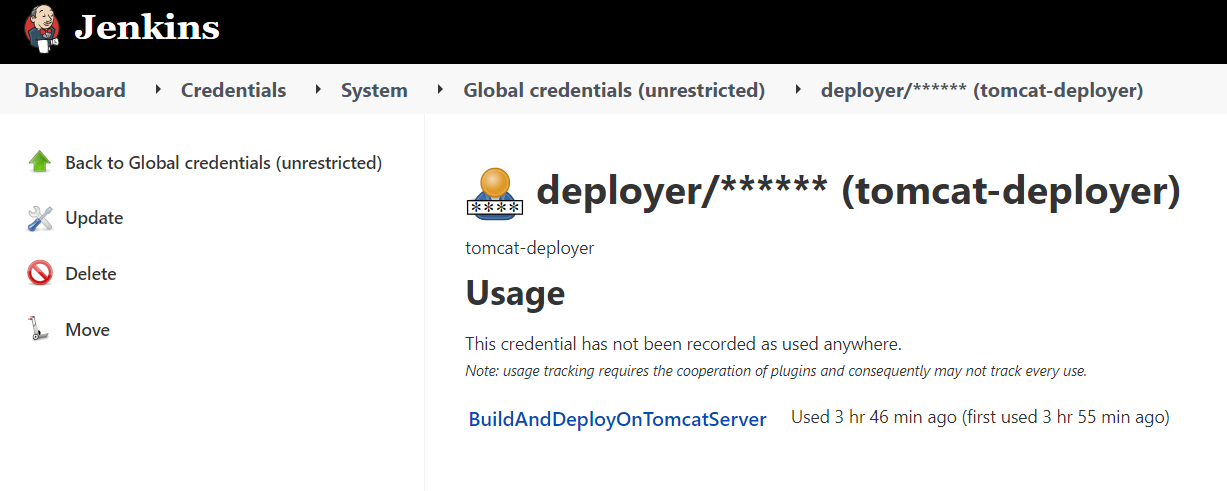 Jenkins
Dashboard Credentials System Global credentials (unrestricted) deployer/****** (tomcat-deployer)
Back to Global credentials (unrestricted)
Update
Delete
Move
**** deployer/****** (tomcat-deployer)
tomcat-deployer
Usage
This credential has not been recorded as used anywhere.
Note: usage tracking requires the cooperation of plugins and consequently may not track every use.
BuildAndDeployOnTomcatServer Used 3 hr 46 min ago (first used 3 hr 55 min ago)